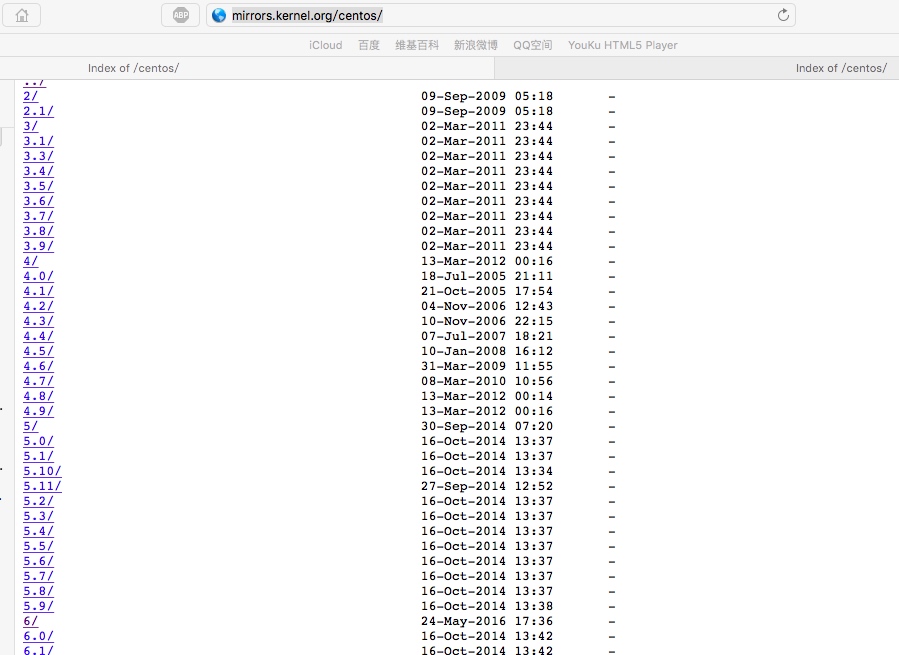 ABP
mirrors.kernel.org/centos/
iCloud 百度 维基百科 新浪微博 QQ空间 YouKu HTML5 Player
Index of /centos/ Index of /centos/
../
2/ 09-Sep-2009 05:18 -
2.1/ 09-Sep-2009 05:18 -
3/ 02-Mar-2011 23:44 -
3.1/ 02-Mar-2011 23:44 -
3.3/ 02-Mar-2011 23:44 -
3.4/ 02-Mar-2011 23:44 -
3.5/ 02-Mar-2011 23:44 -
3.6/ 02-Mar-2011 23:44 -
3.7/ 02-Mar-2011 23:44 -
3.8/ 02-Mar-2011 23:44 -
3.9/ 02-Mar-2011 23:44 -
4/ 13-Mar-2012 00:16 -
4.0/ 18-Jul-2005 21:11 -
4.1/ 21-Oct-2005 17:54 -
4.2/ 04-Nov-2006 12:43 -
4.3/ 10-Nov-2006 22:15 -
4.4/ 07-Jul-2007 18:21 -
4.5/ 10-Jan-2008 16:12 -
4.6/ 31-Mar-2009 11:55 -
4.7/ 08-Mar-2010 10:56 -
4.8/ 13-Mar-2012 00:14 -
4.9/ 13-Mar-2012 00:16 -
5/ 30-Sep-2014 07:20 -
5.0/ 16-Oct-2014 13:37 -
5.1/ 16-Oct-2014 13:37 -
5.10/ 16-Oct-2014 13:34 -
5.11/ 27-Sep-2014 12:52 -
5.2/ 16-Oct-2014 13:37 -
5.3/ 16-Oct-2014 13:37 -
5.4/ 16-Oct-2014 13:37 -
5.5/ 16-Oct-2014 13:37 -
5.6/ 16-Oct-2014 13:37 -
5.7/ 16-Oct-2014 13:37 -
5.8/ 16-Oct-2014 13:37 -
5.9/ 16-Oct-2014 13:38 -
6/ 24-May-2016 17:36 -
6.0/ 16-Oct-2014 13:42 -
6.1/ 16-Oct-2014 13:42 -